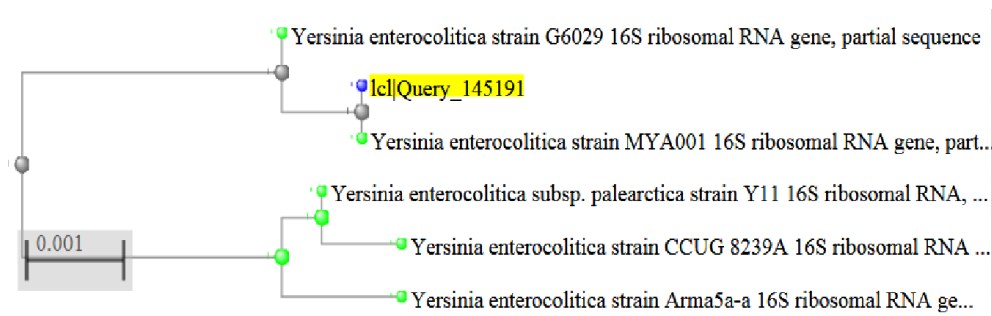 Yersinia enterocolitica strain G6029 16S ribosomal RNA gene, partial sequence
lcl|Query_145191
Yersinia enterocolitica strain MYA001 16S ribosomal RNA gene, part...
Yersinia enterocolitica subsp. palearctica strain Y11 16S ribosomal RNA, ...
0.001
Yersinia enterocolitica strain CCUG 8239A 16S ribosomal RNA ...
Yersinia enterocolitica strain Arma5a-a 16S ribosomal RNA ge...